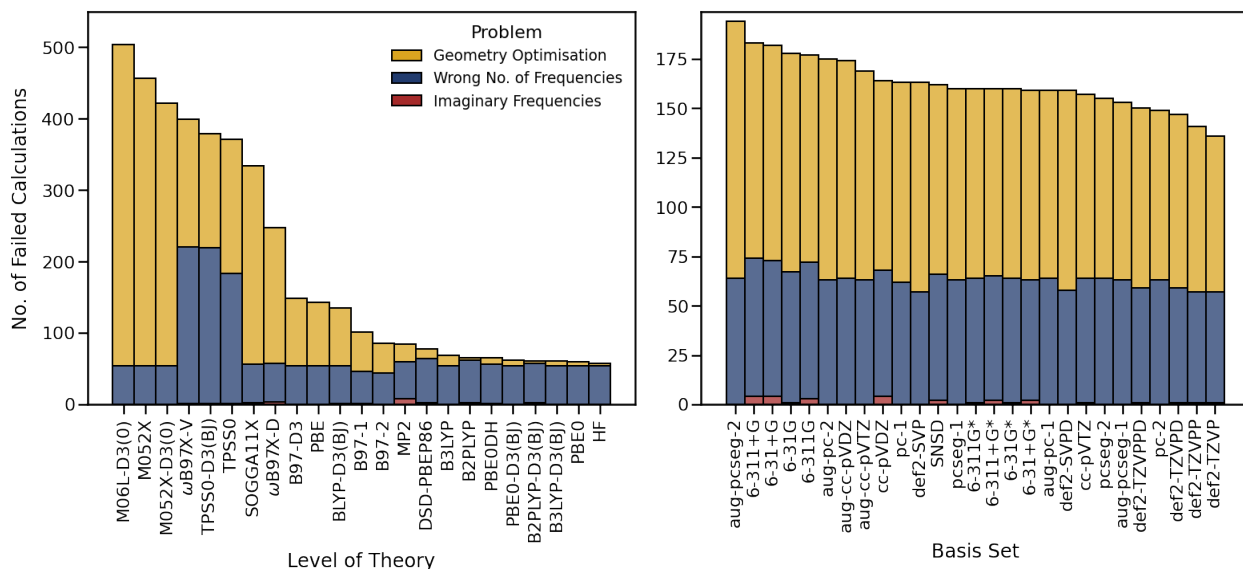 No. of Failed Calculations
500
400
300
200
100
0
Problem
Geometry Optimisation
Wrong No. of Frequencies
Imaginary Frequencies
M06L-D3(0)
M052X
M052X-D3(0)
ωB97X-V
TPSS0-D3(BJ)
TPSS0
SOGGA11X
ωB97X-D
B97-D3
PBE
BLYP-D3(BJ)
B97-1
B97-2
MP2
DSD-PBEP86
B3LYP
B2PLYP
PBE0DH
PBE0-D3(BJ)
B2PLYP-D3(BJ)
B3LYP-D3(BJ)
PBE0
HF
Level of Theory
175
150
125
100
75
50
25
0
aug-pcseg-2
6-311+G
6-31+G
6-31G
6-311G
aug-pc-2
aug-cc-pVDZ
aug-cc-pVTZ
cc-pVDZ
pc-1
def2-SVP
SNSD
pcseg-1
6-311G*
6-311+G*
6-31G*
6-31+G*
aug-pc-1
def2-SVPD
cc-pVTZ
pcseg-2
aug-pcseg-1
def2-TZVPPD
pc-2
def2-TZVPD
def2-TZVPP
def2-TZVP
Basis Set